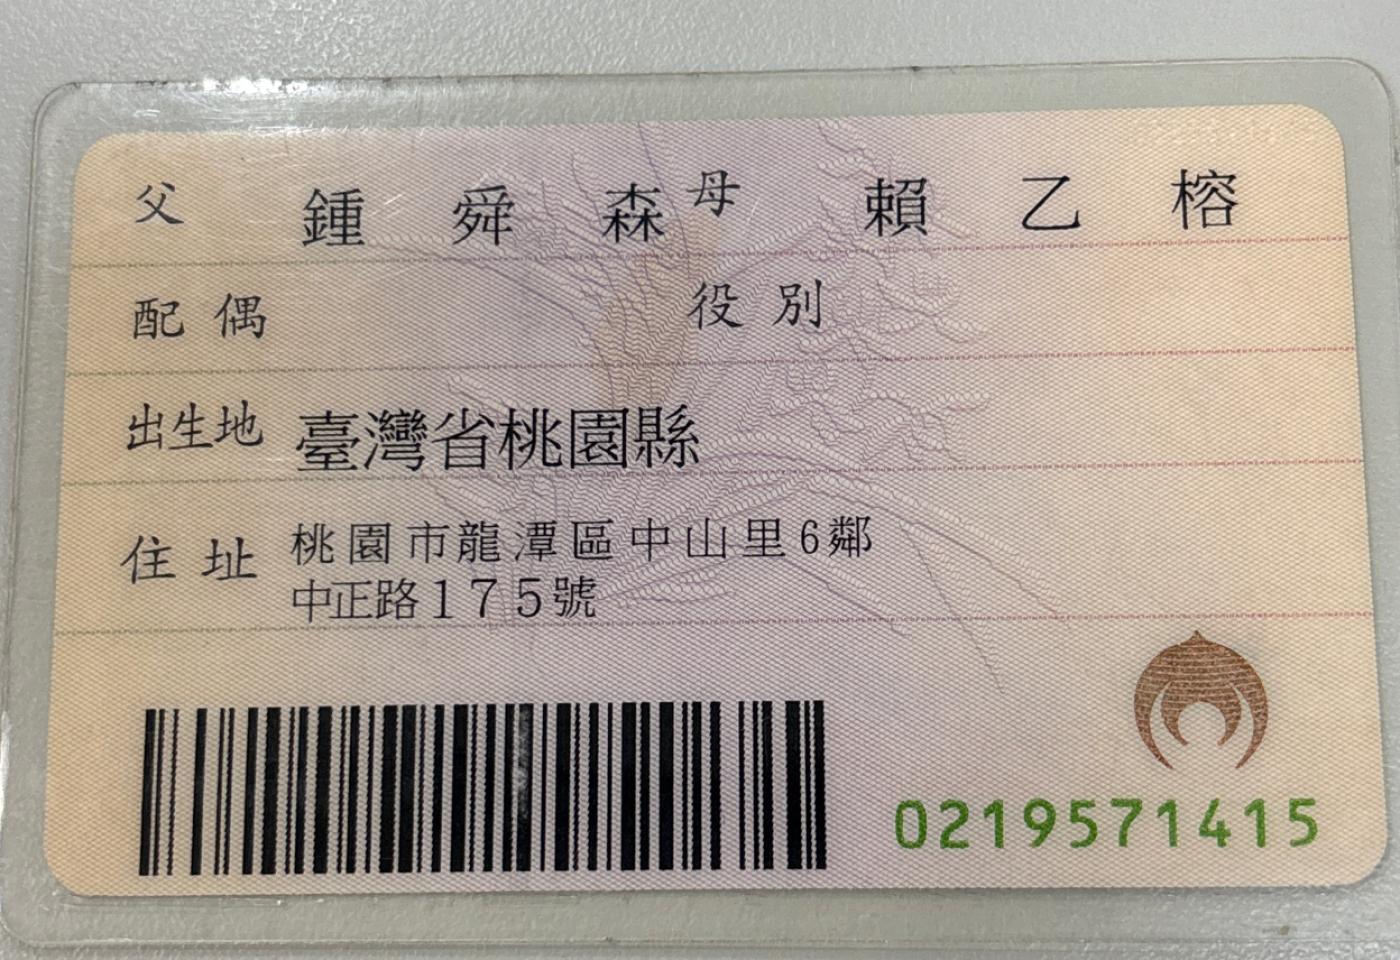 父 鍾舜森 母 賴乙榕
配偶 役別
出生地 臺灣省桃園縣
住址 桃園市龍潭區中山里6鄰
中正路175號
0219571415